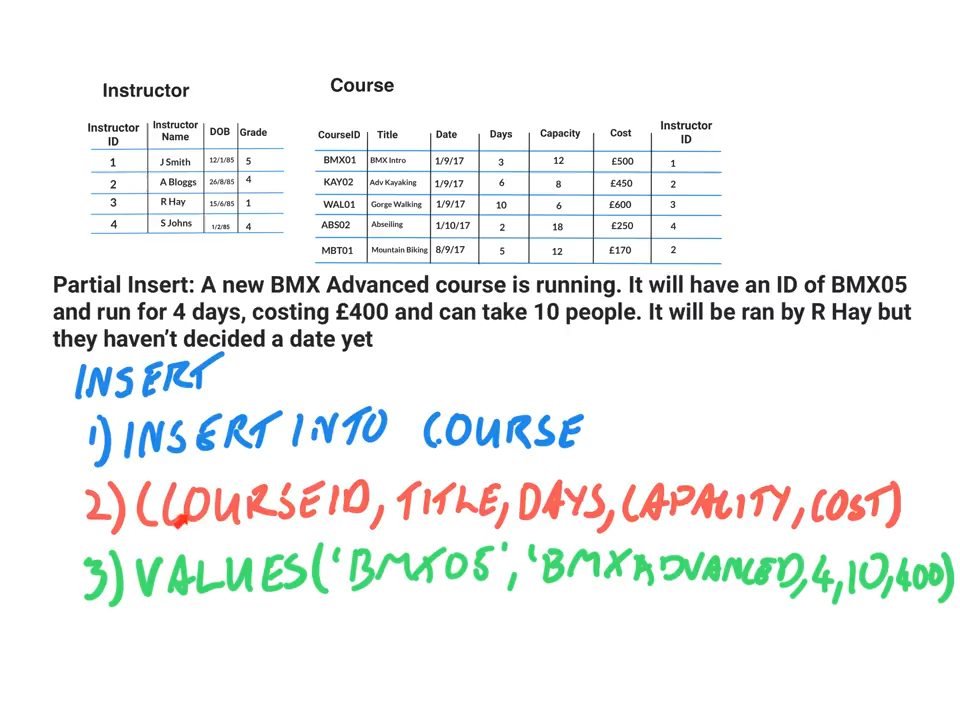 Instructor
Course
Instructor ID Instructor Name DOB Grade
1 J Smith 12/1/85 5
2 A Bloggs 26/8/85 4
3 R Hay 15/6/85 1
4 S Johns 1/2/85 4
CourseID Title Date Days Capacity Cost Instructor ID
BMX01 BMX Intro 1/9/17 3 12 £500 1
KAY02 Adv Kayaking 1/9/17 6 8 £450 2
WAL01 Gorge Walking 1/9/17 10 6 £600 3
ABS02 Abseiling 1/10/17 2 18 £250 4
MBT01 Mountain Biking 8/9/17 5 12 £170 2
Partial Insert: A new BMX Advanced course is running. It will have an ID of BMX05
and run for 4 days, costing £400 and can take 10 people. It will be ran by R Hay but
they haven't decided a date yet
INSERT
1) INSERT INTO COURSE
2) (COURSEID, TITLE, DAYS, CAPACITY, COST)
3) VALUES('BMX05', 'BMX ADVANCED, 4, 10, 400)